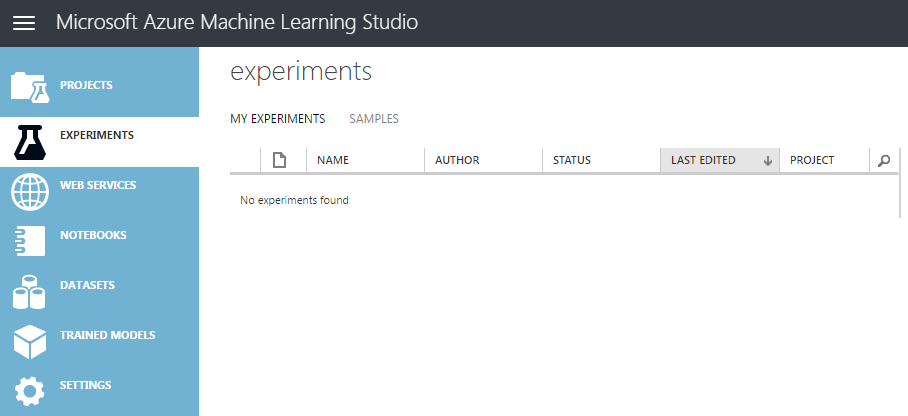 Microsoft Azure Machine Learning Studio
PROJECTS
EXPERIMENTS
WEB SERVICES
NOTEBOOKS
DATASETS
TRAINED MODELS
SETTINGS
experiments
MY EXPERIMENTS SAMPLES
NAME AUTHOR STATUS LAST EDITED PROJECT
No experiments found